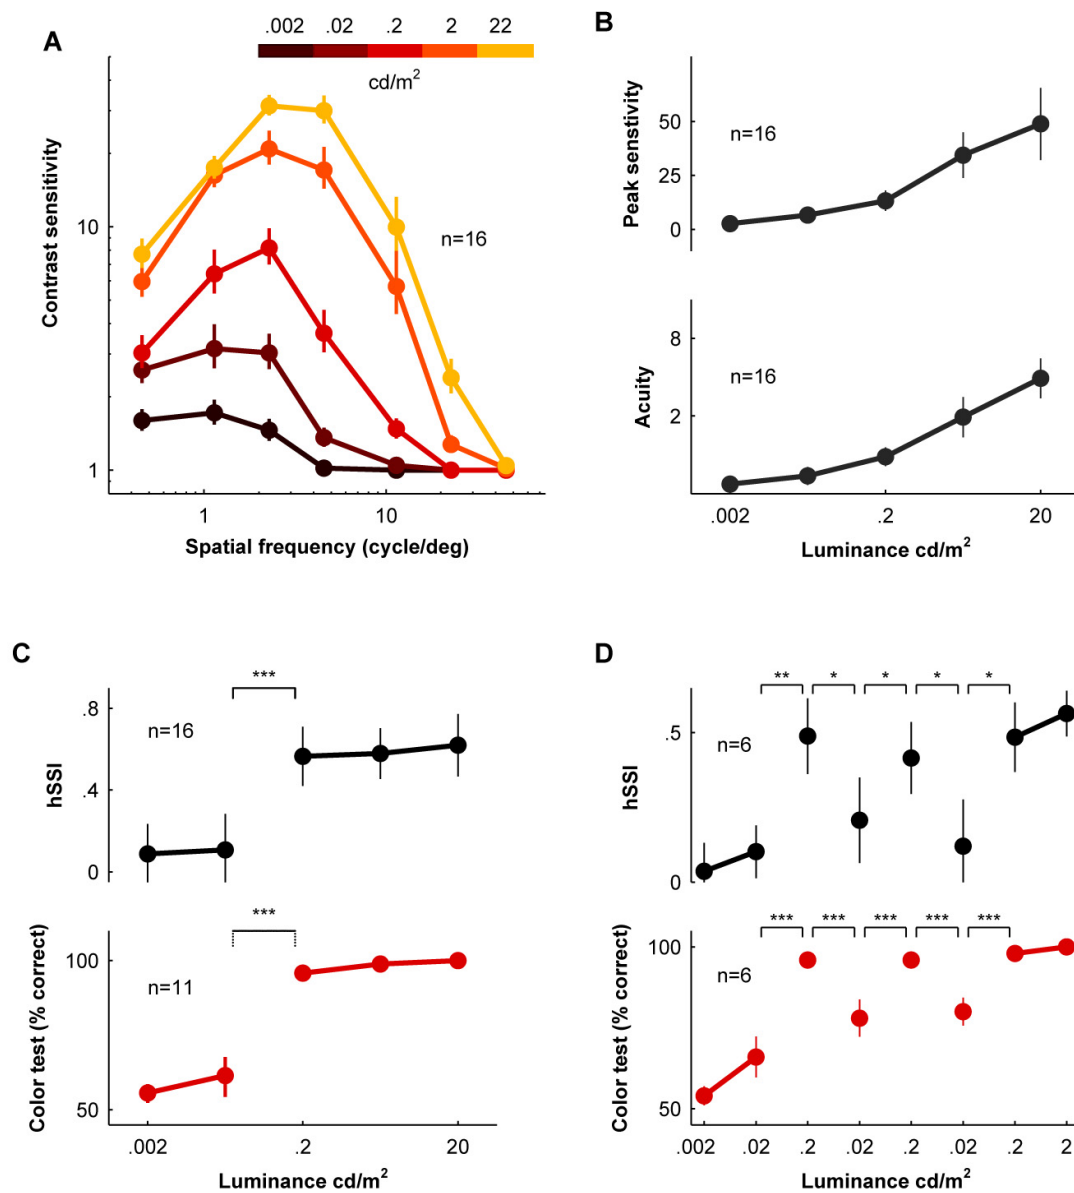 A
.002 .02 .2 2 22
cd/m2
Contrast sensitivity
10
1
n=16
1 10
Spatial frequency (cycle/deg)
B
Peak senstivity
50
25
0
n=16
Acuity
8
2
n=16
.002 .2 20
Luminance cd/m2
C
***
hSSI
.8
.4
0
n=16
***
Color test (% correct)
100
50
n=11
.002 .2 20
Luminance cd/m2
D
** * * * *
hSSI
.5
0
n=6
*** *** *** *** ***
Color test (% correct)
100
50
n=6
.002 .02 .2 .02 .2 .02 .2 2
Luminance cd/m2